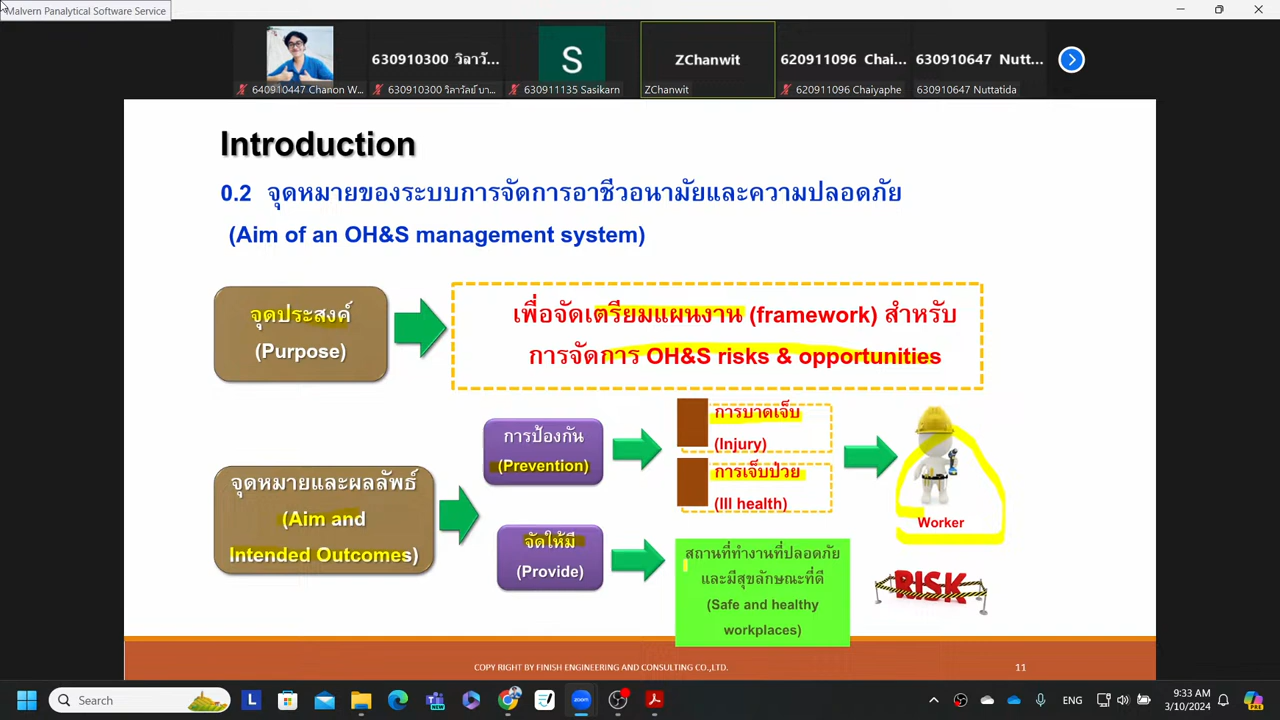 Malvern Panalytical Software Service
630910300 วิลาวั...
S
ZChanwit
620911096 Chai...
630910647 Nutt...
640910447 Chanon W...
630910300 วิลาวัลย์ บา...
630911135 Sasikarn
ZChanwit
620911096 Chaiyaphe
630910647 Nuttatida
Introduction
0.2 จุดหมายของระบบการจัดการอาชีวอนามัยและความปลอดภัย
(Aim of an OH&S management system)
จุดประสงค์
(Purpose)
เพื่อจัดเตรียมแผนงาน (framework) สำหรับ
การจัดการ OH&S risks & opportunities
จุดหมายและผลลัพธ์
(Aim and
Intended Outcomes)
การป้องกัน
(Prevention)
การบาดเจ็บ
(Injury)
การเจ็บป่วย
(Ill health)
Worker
จัดให้มี
(Provide)
สถานที่ทำงานที่ปลอดภัย
และมีสุขลักษณะที่ดี
(Safe and healthy
workplaces)
RISK
COPY RIGHT BY FINISH ENGINEERING AND CONSULTING CO.,LTD.
11
Search
ENG
9:33 AM
3/10/2024